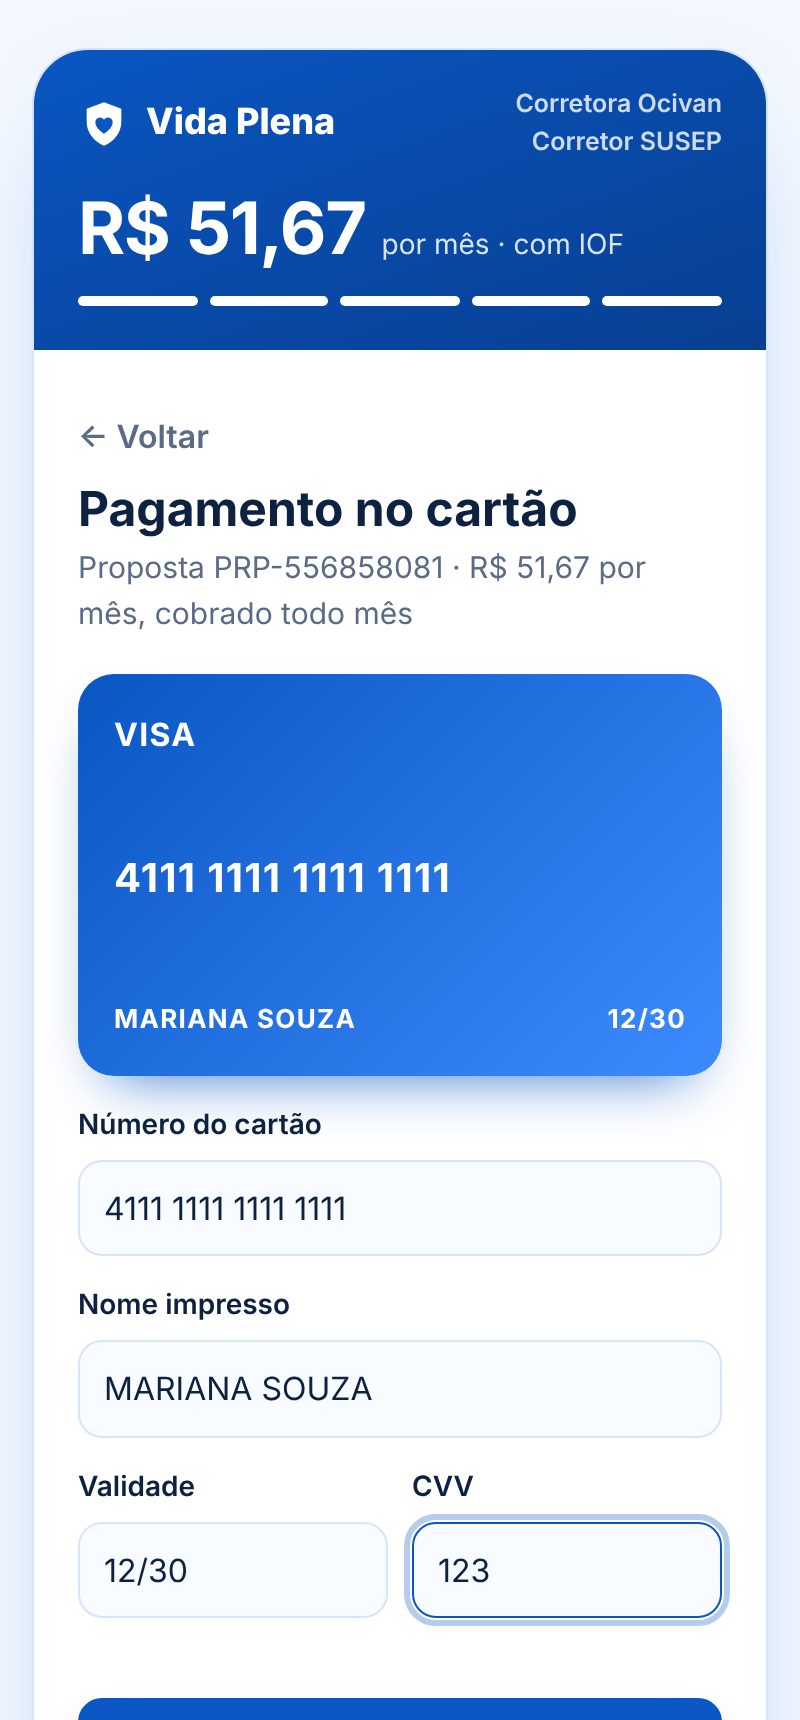 Vida Plena
Corretora Ocivan
Corretor SUSEP
R$ 51,67 por mês · com IOF
← Voltar
Pagamento no cartão
Proposta PRP-556858081 · R$ 51,67 por
mês, cobrado todo mês
VISA
4111 1111 1111 1111
MARIANA SOUZA 12/30
Número do cartão
4111 1111 1111 1111
Nome impresso
MARIANA SOUZA
Validade CVV
12/30 123